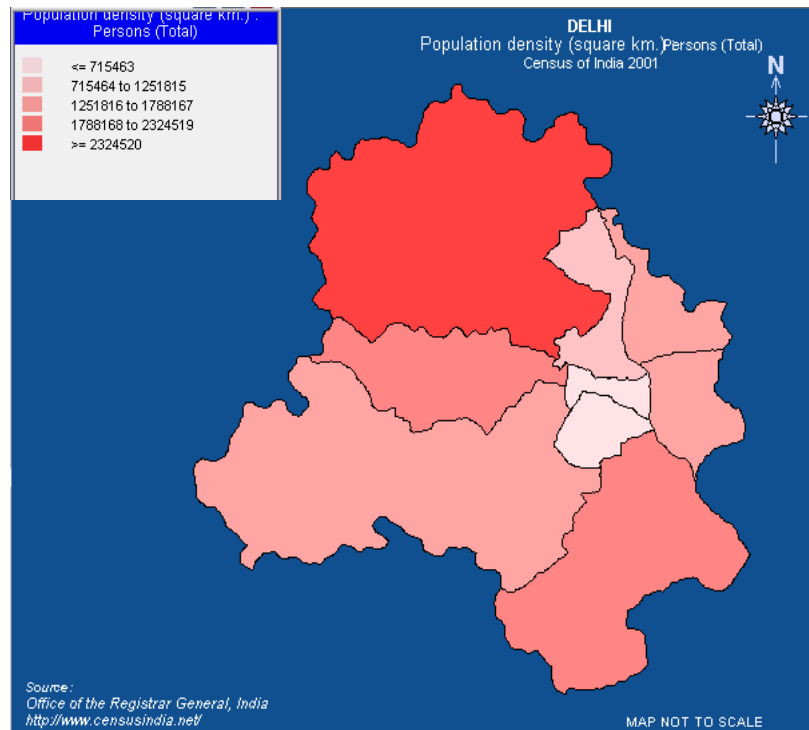 Population density (square km.) :
Persons (Total)
<= 715463
715464 to 1251815
1251816 to 1788167
1788168 to 2324519
>= 2324520
DELHI
Population density (square km.)Persons (Total)
Census of India 2001
N
Source:
Office of the Registrar General, India
http://www.censusindia.net/
MAP NOT TO SCALE